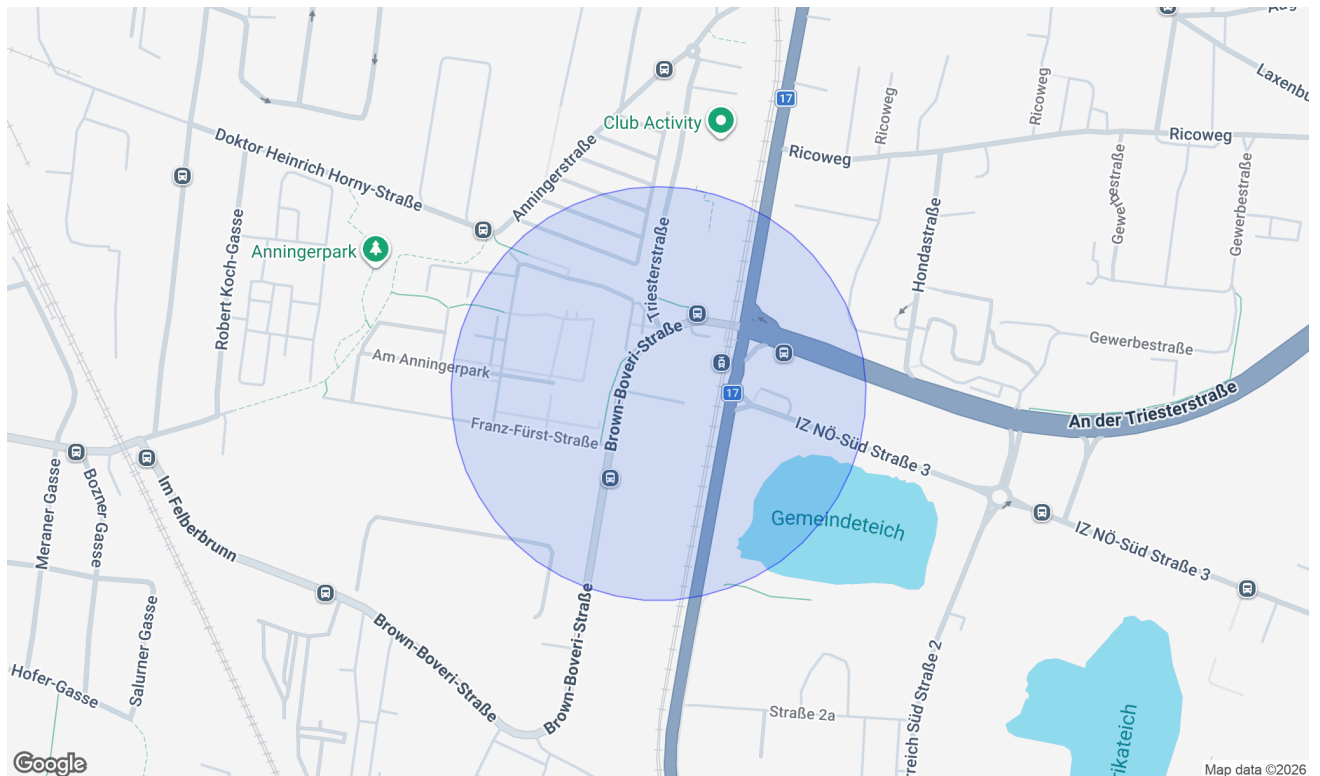 Laxenbu
17
Club Activity
Ricoweg
Ricoweg
Ricoweg
Ricoweg
Doktor Heinrich Horny-Straße
Anningerstraße
Gewerbestraße
Gewerbestraße
Robert Koch-Gasse
Anningerpark
Triesterstraße
Hondastraße
Brown-Boveri-Straße
Gewerbestraße
Am Anningerpark
17
An der Triesterstraße
Franz-Fürst-Straße
IZ NÖ-Süd Straße 3
Meraner Gasse
Bozner Gasse
Im Felberbrunn
Gemeindeteich
IZ NÖ-Süd Straße 3
Salurner Gasse
Brown-Boveri-Straße
Brown-Boveri-Straße
Hofer-Gasse
rreich Süd Straße 2
Straße 2a
rikateich
Google
Map data ©2026